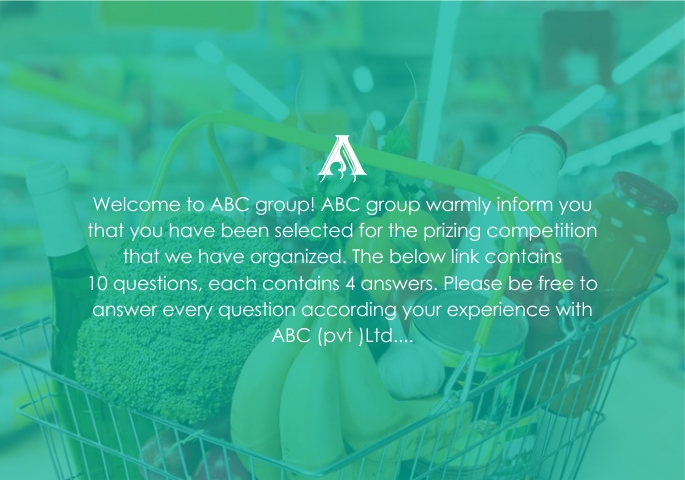 A
Welcome to ABC group! ABC group warmly inform you
that you have been selected for the prizing competition
that we have organized. The below link contains
10 questions, each contains 4 answers. Please be free to
answer every question according your experience with
ABC (pvt )Ltd....